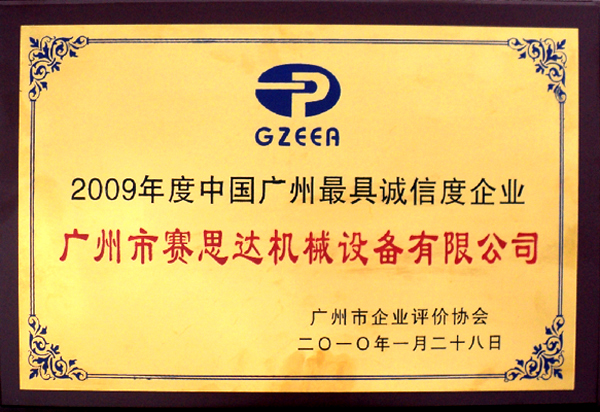 GZEEA
2009年度中国广州最具诚信度企业
广州市赛思达机械设备有限公司
广州市企业评价协会
二〇一〇年一月二十八日